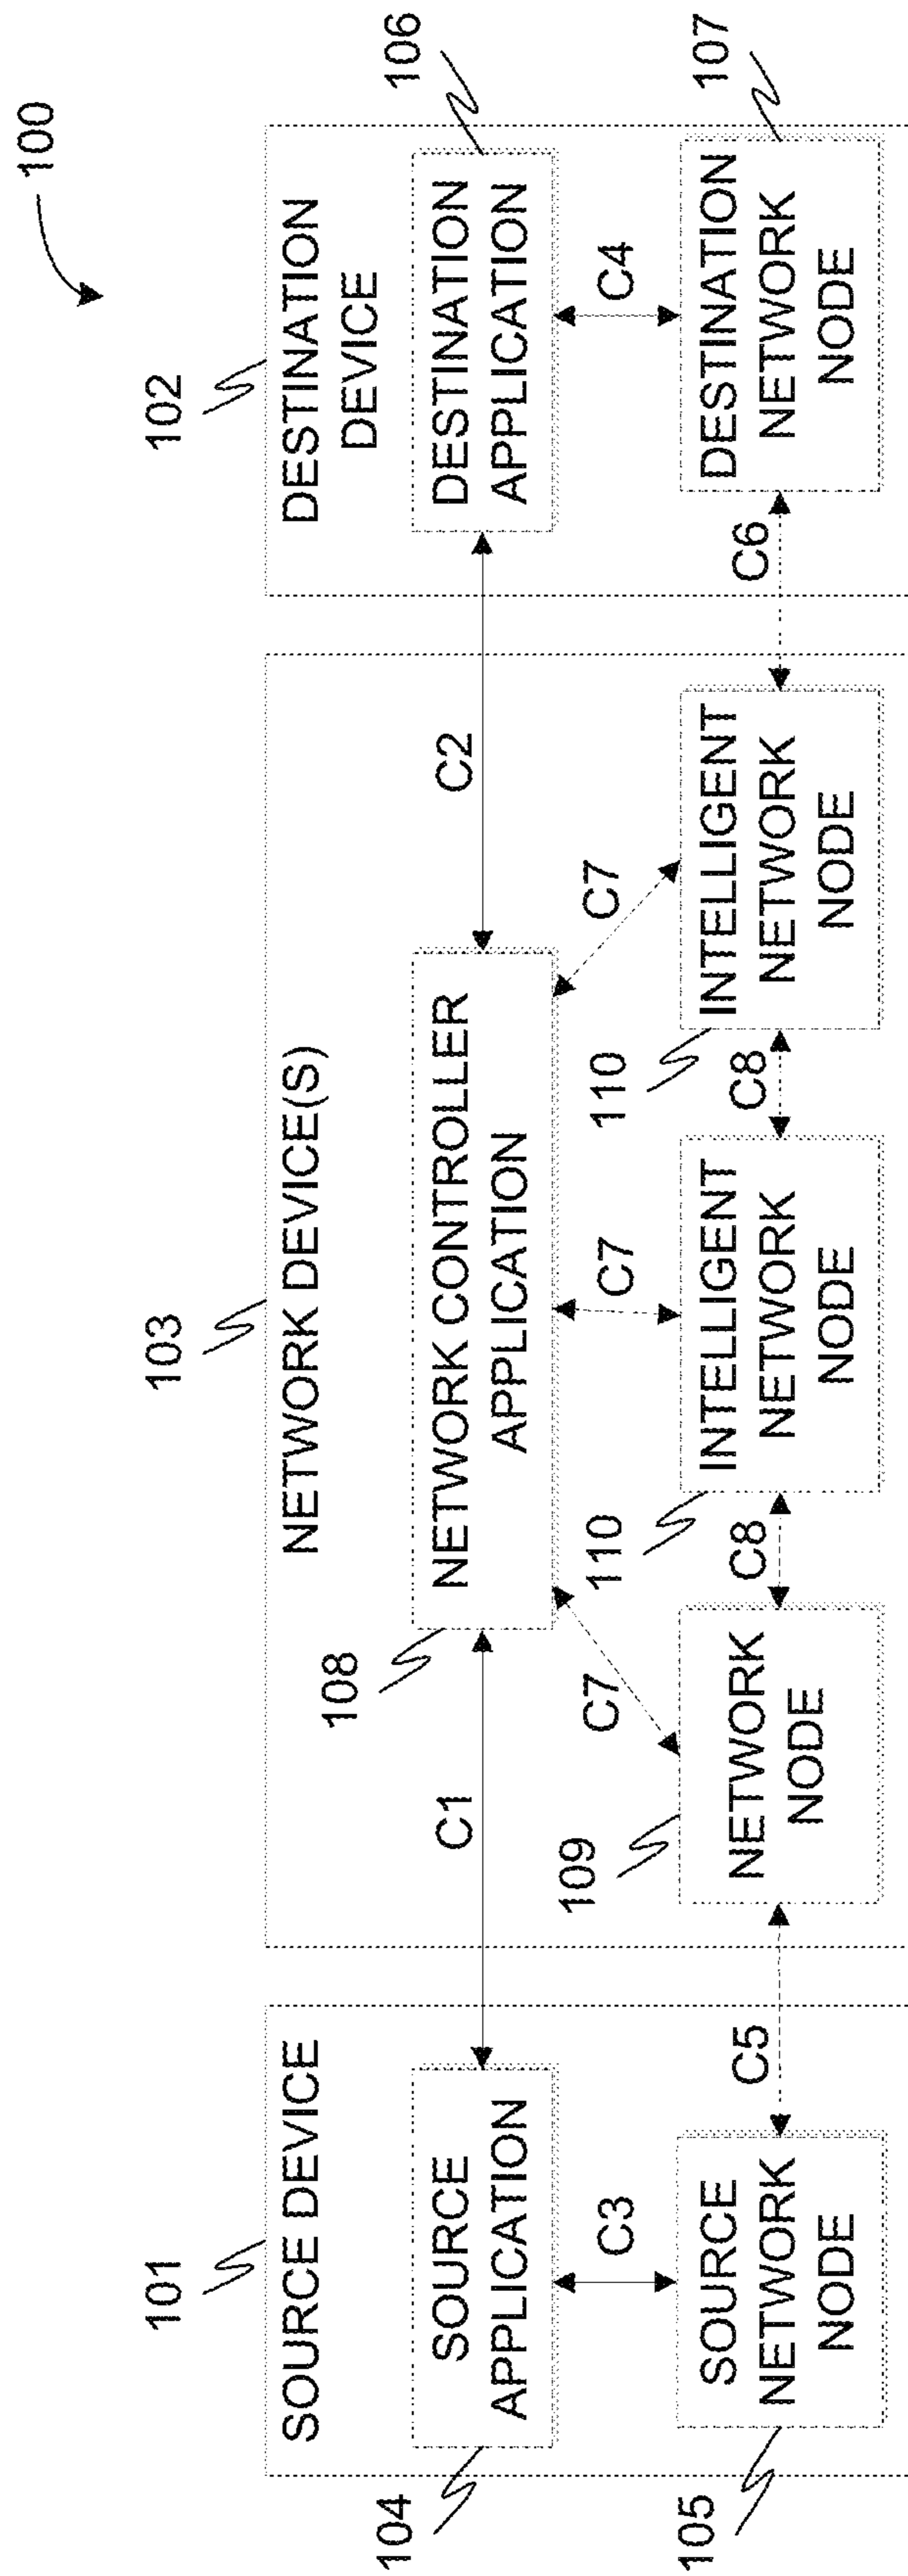 100
101
SOURCE DEVICE
103
NETWORK DEVICE(S)
102
DESTINATION
DEVICE
104
SOURCE
APPLICATION
C1
108
NETWORK CONTROLLER
APPLICATION
C2
DESTINATION
APPLICATION
106
C3
C7
C7
C7
C4
109
110
110
105
SOURCE
NETWORK
NODE
C5
NETWORK
NODE
C8
INTELLIGENT
NETWORK
NODE
C8
INTELLIGENT
NETWORK
NODE
C6
DESTINATION
NETWORK
NODE
107